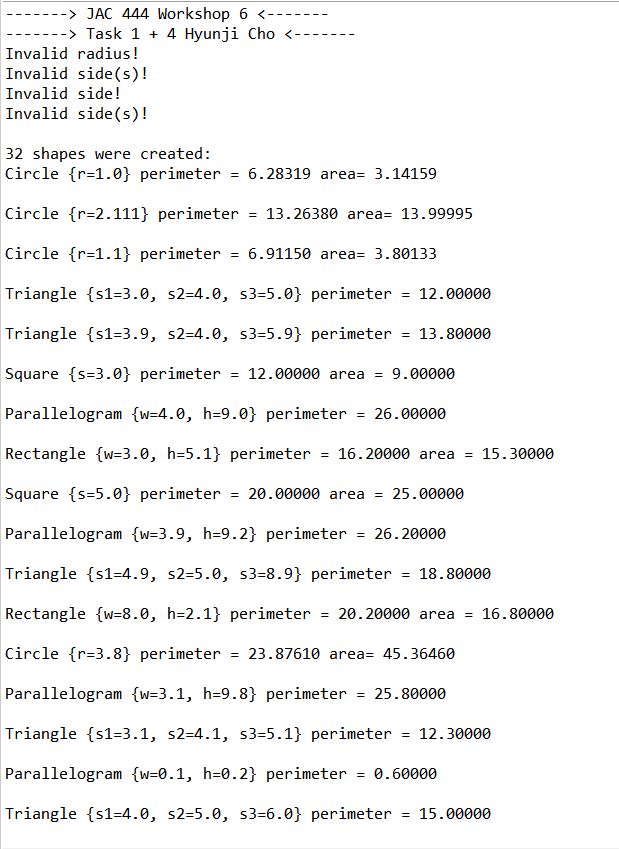 -------> JAC 444 Workshop 6 <-------
-------> Task 1 + 4 Hyunji Cho <-------
Invalid radius!
Invalid side(s)!
Invalid side!
Invalid side(s)!
32 shapes were created:
Circle {r=1.0} perimeter = 6.28319 area= 3.14159
Circle {r=2.111} perimeter = 13.26380 area= 13.99995
Circle {r=1.1} perimeter = 6.91150 area= 3.80133
Triangle {s1=3.0, s2=4.0, s3=5.0} perimeter = 12.00000
Triangle {s1=3.9, s2=4.0, s3=5.9} perimeter = 13.80000
Square {s=3.0} perimeter = 12.00000 area = 9.00000
Parallelogram {w=4.0, h=9.0} perimeter = 26.00000
Rectangle {w=3.0, h=5.1} perimeter = 16.20000 area = 15.30000
Square {s=5.0} perimeter = 20.00000 area = 25.00000
Parallelogram {w=3.9, h=9.2} perimeter = 26.20000
Triangle {s1=4.9, s2=5.0, s3=8.9} perimeter = 18.80000
Rectangle {w=8.0, h=2.1} perimeter = 20.20000 area = 16.80000
Circle {r=3.8} perimeter = 23.87610 area= 45.36460
Parallelogram {w=3.1, h=9.8} perimeter = 25.80000
Triangle {s1=3.1, s2=4.1, s3=5.1} perimeter = 12.30000
Parallelogram {w=0.1, h=0.2} perimeter = 0.60000
Triangle {s1=4.0, s2=5.0, s3=6.0} perimeter = 15.00000